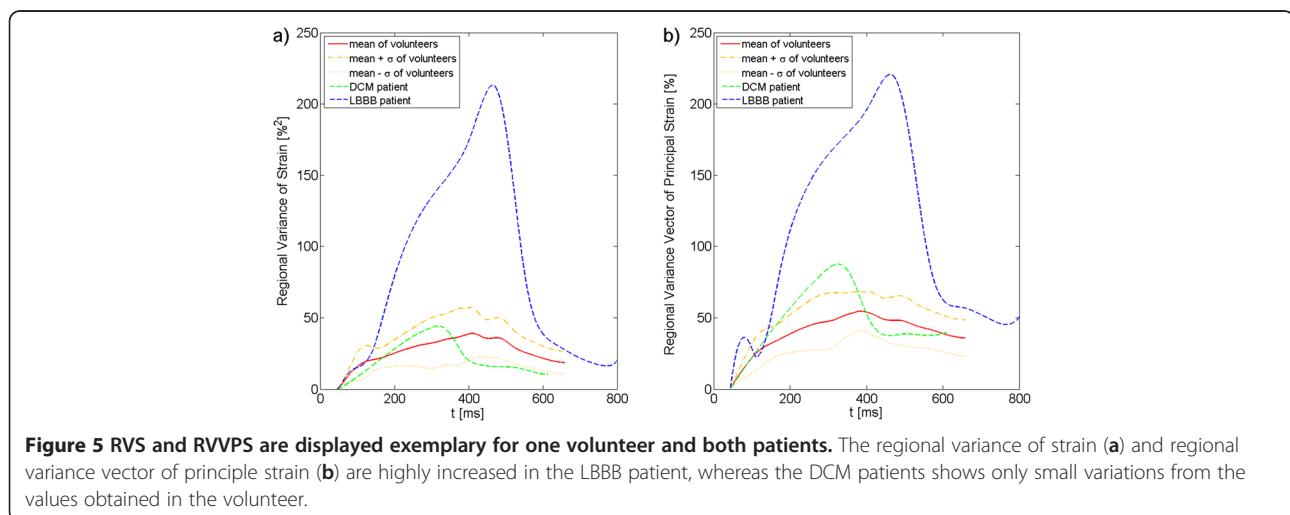 a)
mean of volunteers
mean + σ of volunteers
mean - σ of volunteers
DCM patient
LBBB patient
Regional Variance of Strain [%²]
250
200
150
100
50
0
0 200 400 600 800
t [ms]
b)
mean of volunteers
mean + σ of volunteers
mean - σ of volunteers
DCM patient
LBBB patient
Regional Variance Vector of Principal Strain [%]
250
200
150
100
50
0
0 200 400 600 800
t [ms]
Figure 5 RVS and RVVPS are displayed exemplary for one volunteer and both patients. The regional variance of strain (a) and regional
variance vector of principle strain (b) are highly increased in the LBBB patient, whereas the DCM patients shows only small variations from the
values obtained in the volunteer.